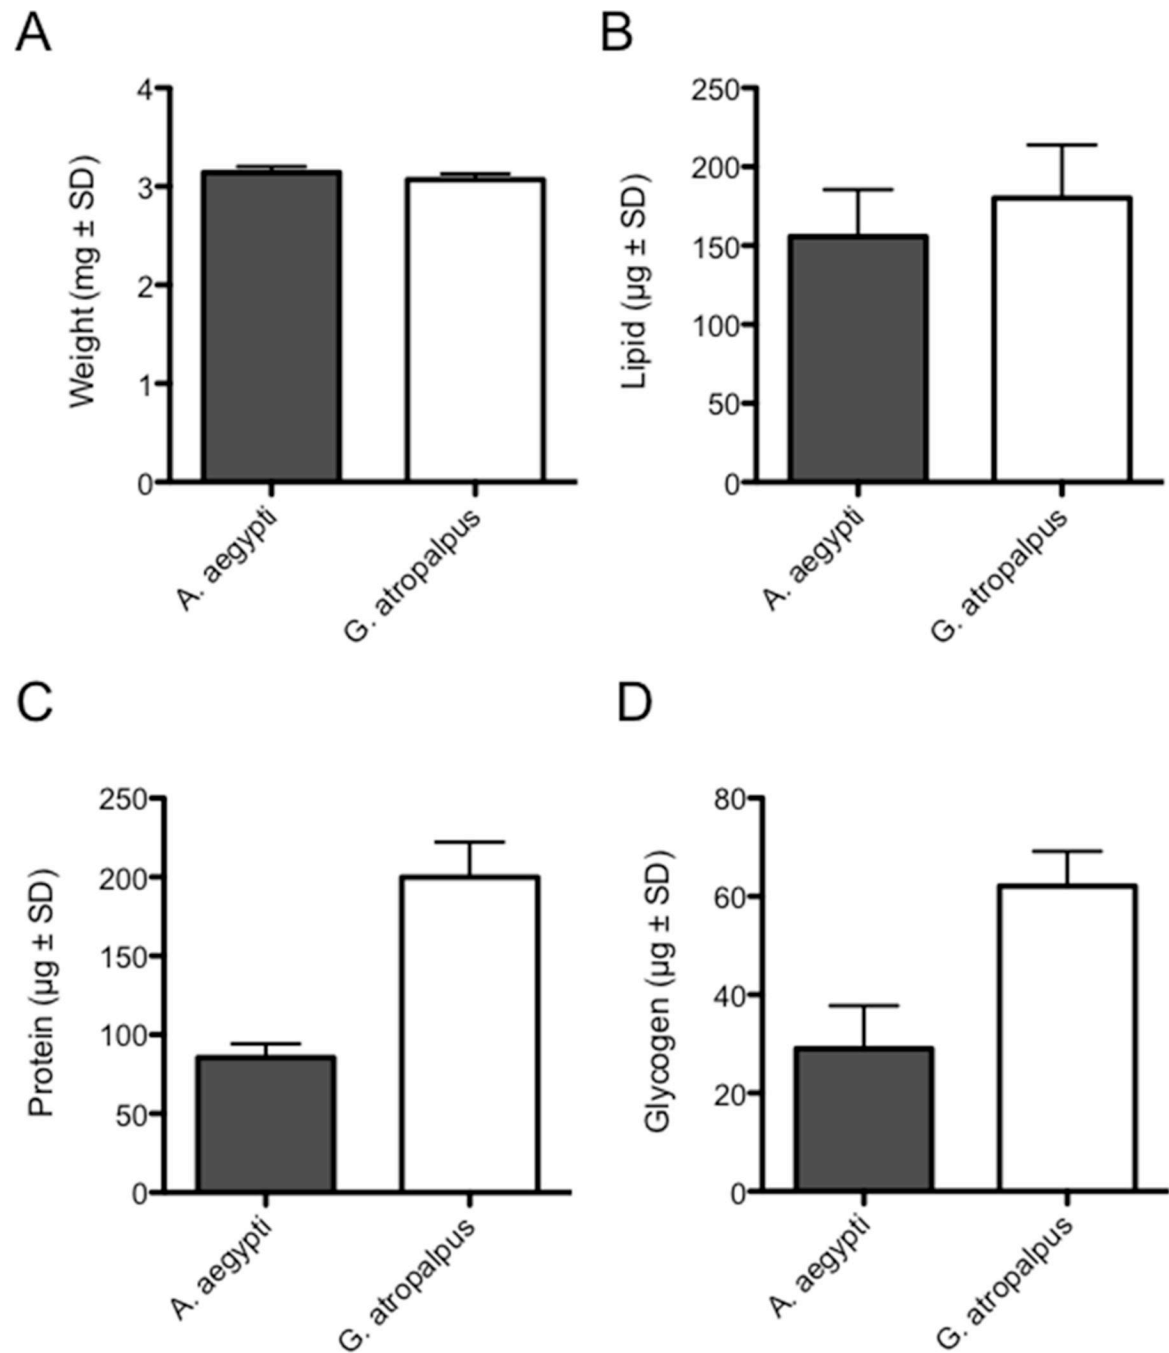 A
B
4
3
2
1
0
Weight (mg ± SD)
A. aegypti
G. atropalpus
250
200
150
100
50
0
Lipid (µg ± SD)
A. aegypti
G. atropalpus
C
D
250
200
150
100
50
0
Protein (µg ± SD)
A. aegypti
G. atropalpus
80
60
40
20
0
Glycogen (µg ± SD)
A. aegypti
G. atropalpus